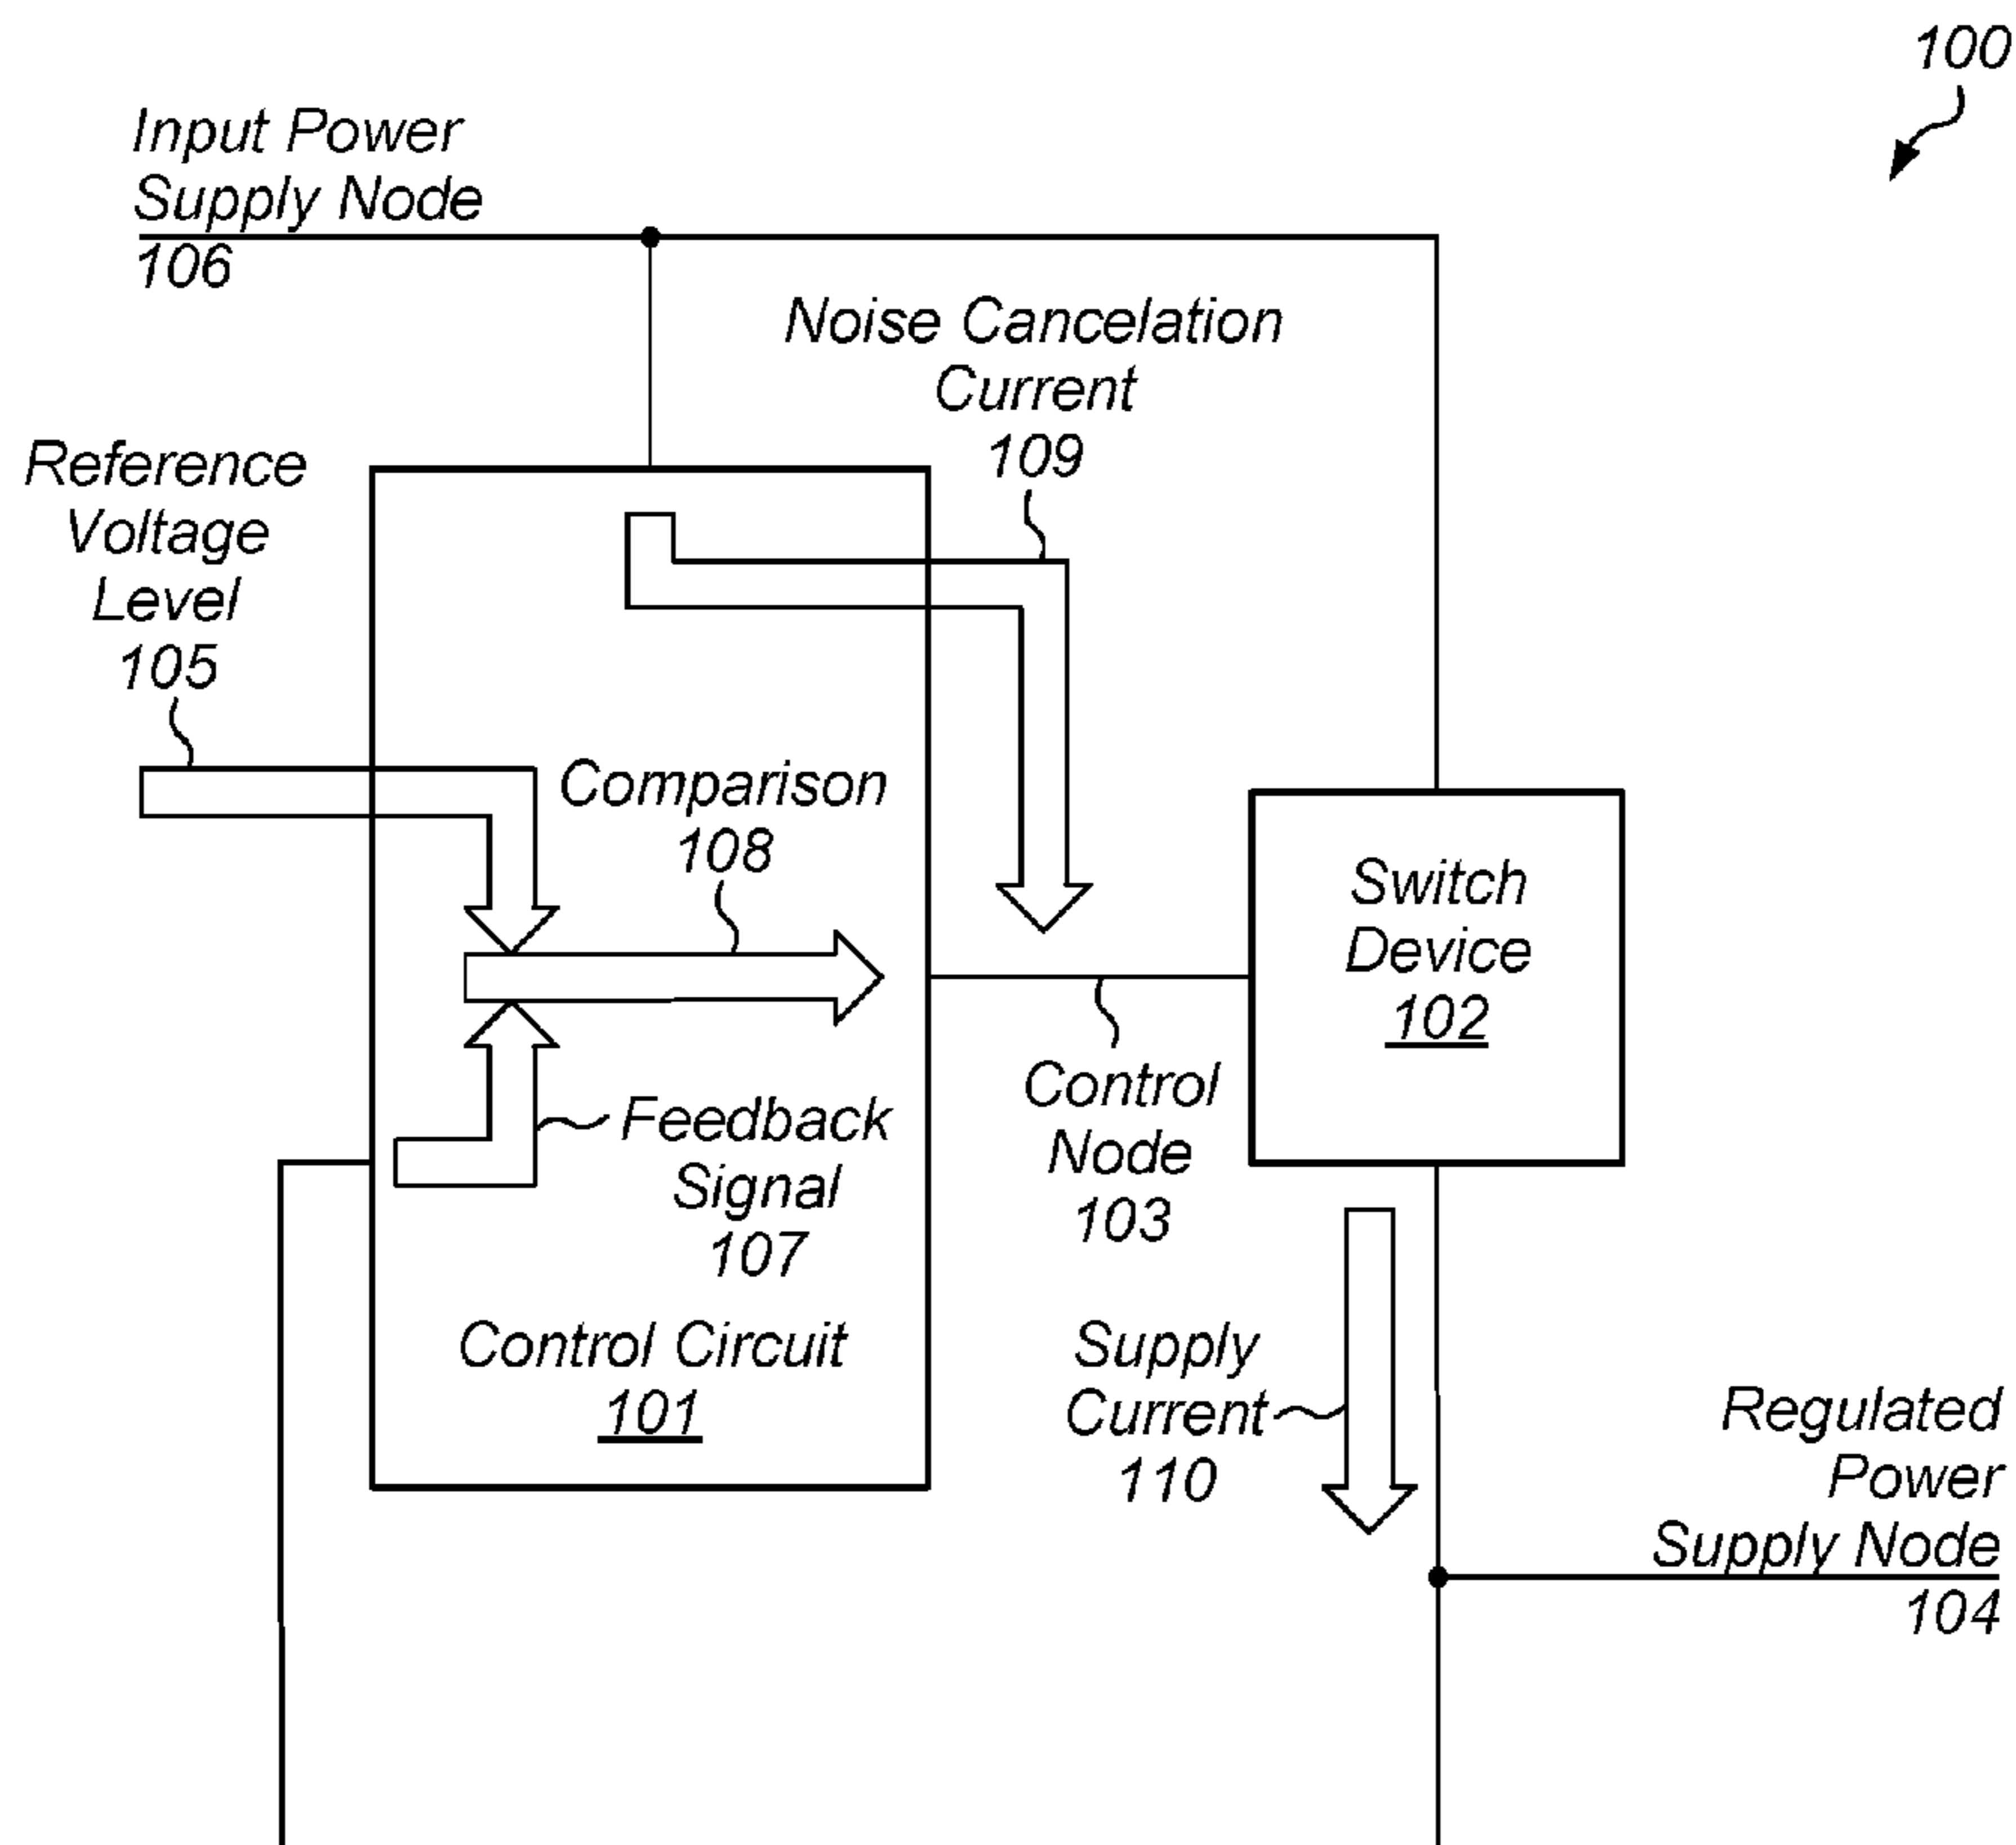 100
Input Power
Supply Node
106
Noise Cancelation
Current
109
Reference
Voltage
Level
105
Comparison
108
Switch
Device
102
Control
Node
103
Feedback
Signal
107
Control Circuit
101
Supply
Current
110
Regulated
Power
Supply Node
104